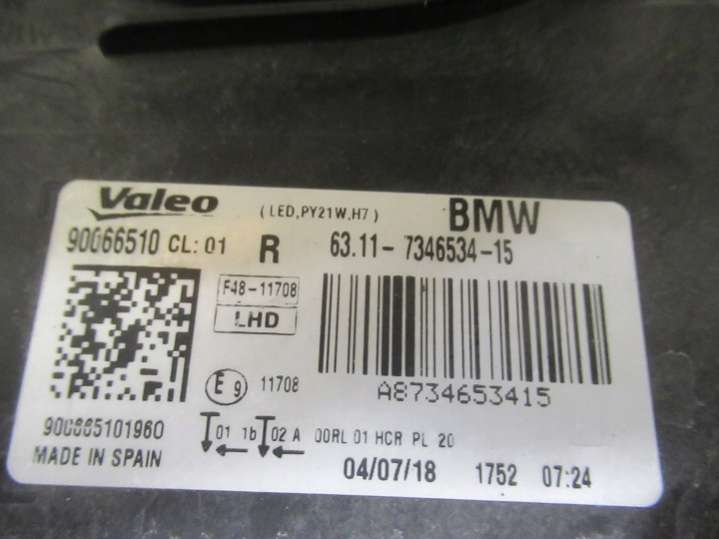 Valeo (LED,PY21W,H7) BMW
90066510 CL: 01 R 63.11- 7346534-15
F48-11708
LHD
E9 11708
A8734653415
900665101960
01 1b 02 A 00RL 01 HCR PL 20
MADE IN SPAIN
04/07/18 1752 07:24